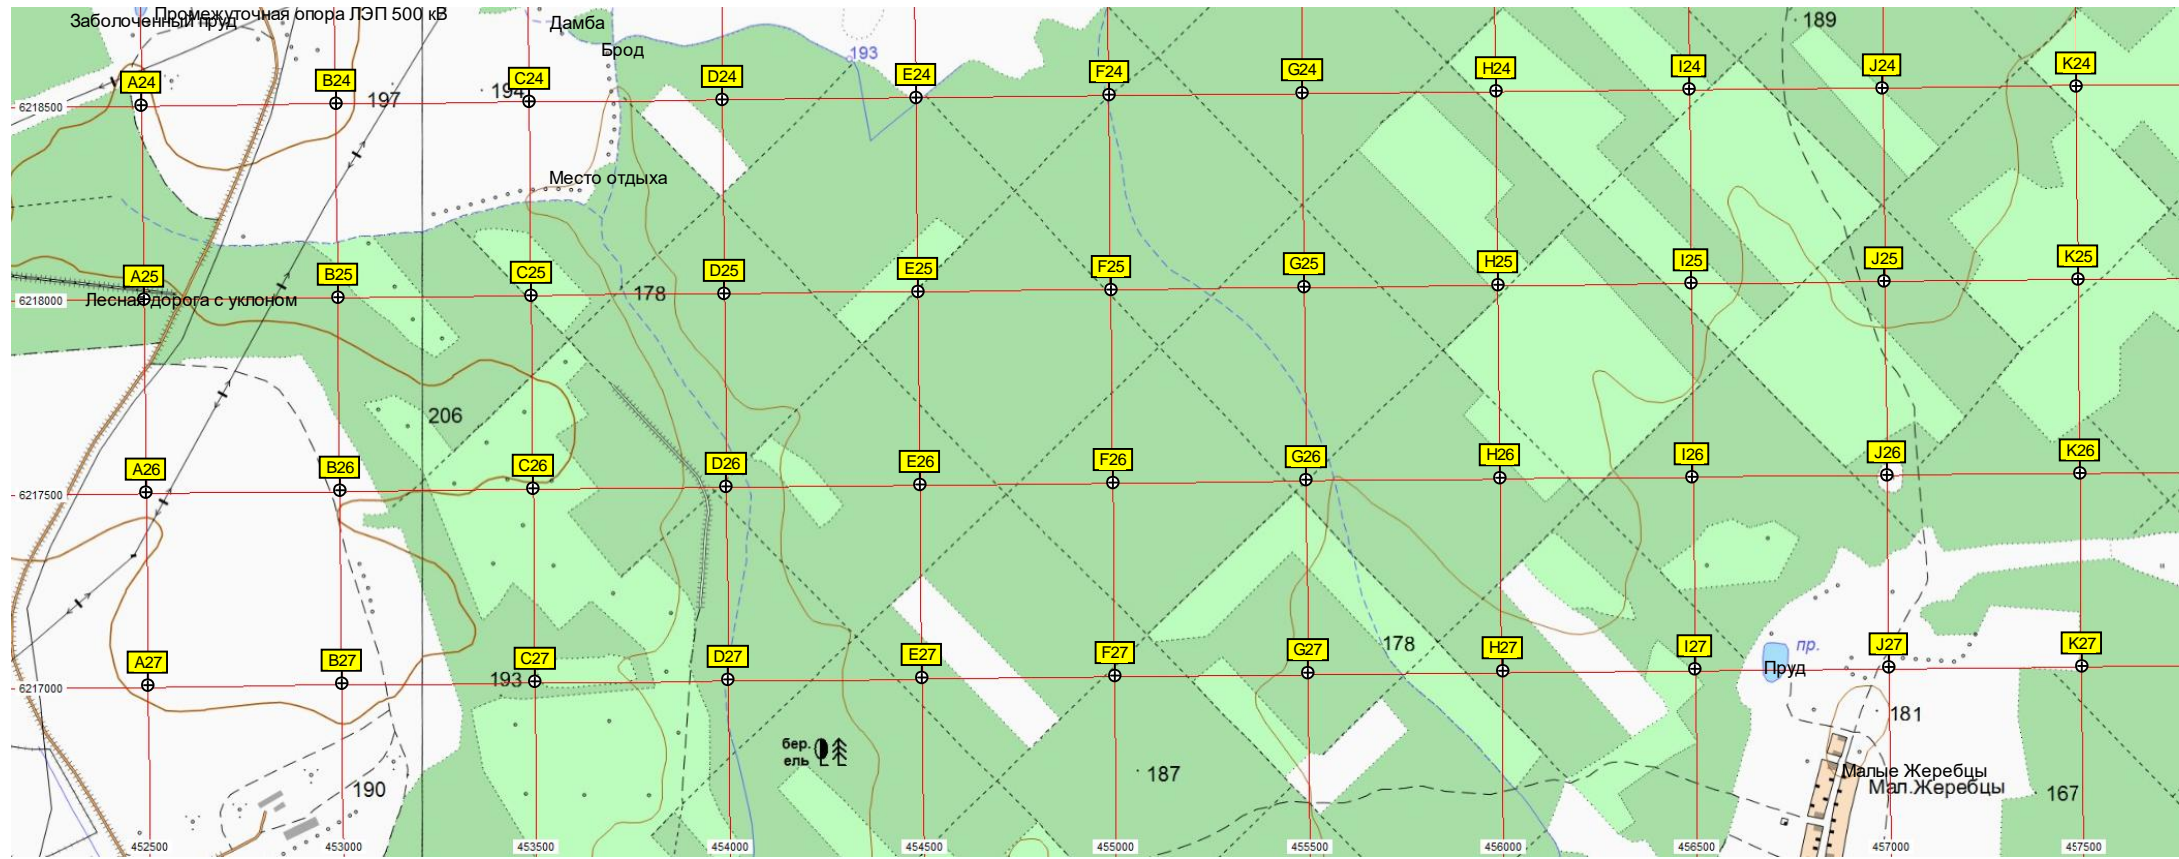 Промежуточная опора ЛЭП 500 кВ
Заболоченный пруд
Дамба
Брод
193
189
A24
B24
C24
D24
E24
F24
G24
H24
I24
J24
K24
6218500
197
194
Место отдыха
A25
B25
C25
D25
E25
F25
G25
H25
I25
J25
K25
6218000
Лесная дорога с уклоном
178
206
A26
B26
C26
D26
E26
F26
G26
H26
I26
J26
K26
6217500
A27
B27
C27
D27
E27
F27
G27
H27
I27
J27
K27
178
пр.
Пруд
6217000
193
181
бер.
ель
187
190
Малые Жеребцы
Мал.Жеребцы
167
452500
453000
453500
454000
454500
455000
455500
456000
456500
457000
457500